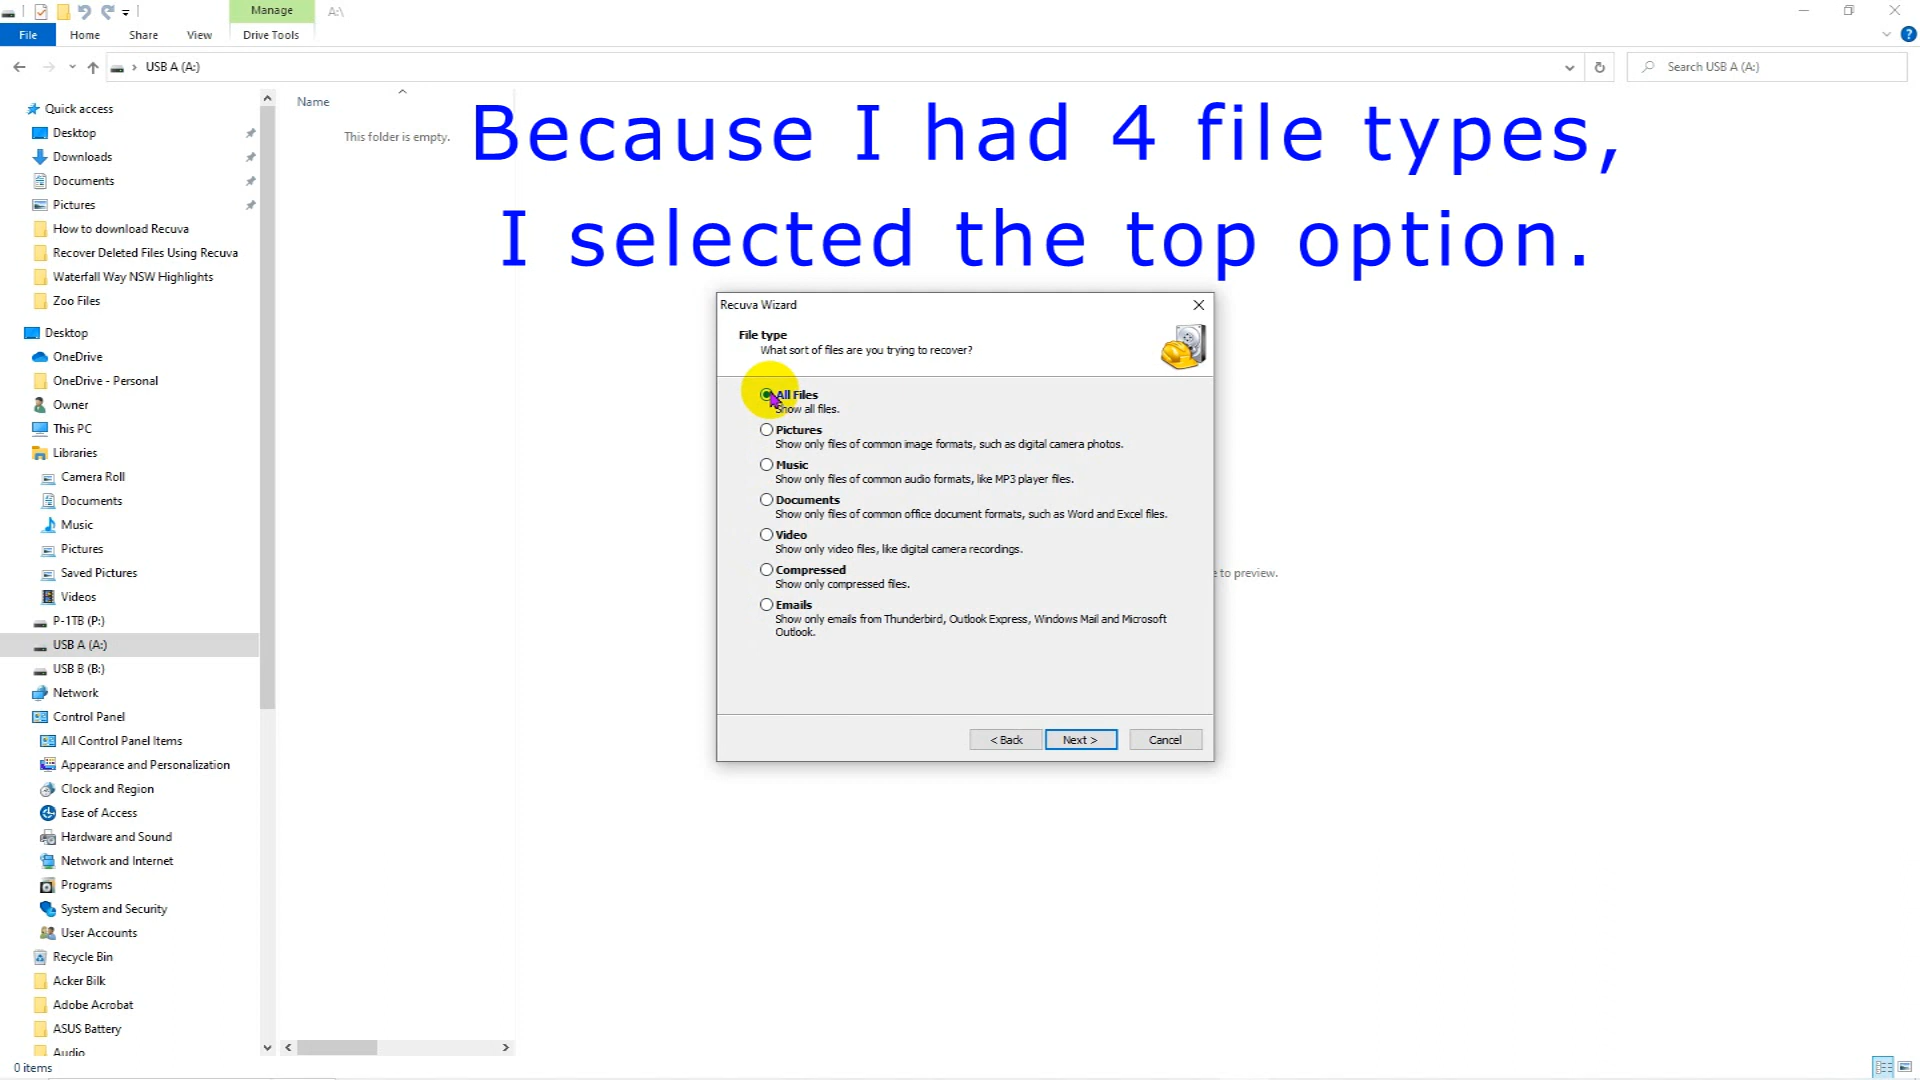 Manage
A:\
File
Home
Share
View
Drive Tools
USB A (A:)
Search USB A (A:)
Quick access
Desktop
Downloads
Documents
Pictures
How to download Recuva
Recover Deleted Files Using Recuva
Waterfall Way NSW Highlights
Zoo Files
Desktop
OneDrive
OneDrive - Personal
Owner
This PC
Libraries
Camera Roll
Documents
Music
Pictures
Saved Pictures
Videos
P-1TB (P:)
USB A (A:)
USB B (B:)
Network
Control Panel
All Control Panel Items
Appearance and Personalization
Clock and Region
Ease of Access
Hardware and Sound
Network and Internet
Programs
System and Security
User Accounts
Recycle Bin
Acker Bilk
Adobe Acrobat
ASUS Battery
Audio
0 items
Name
This folder is empty.
Because I had 4 file types,
I selected the top option.
Recuva Wizard
File type
What sort of files are you trying to recover?
All Files
Show all files.
Pictures
Show only files of common image formats, such as digital camera photos.
Music
Show only files of common audio formats, like MP3 player files.
Documents
Show only files of common office document formats, such as Word and Excel files.
Video
Show only video files, like digital camera recordings.
Compressed
Show only compressed files.
Emails
Show only emails from Thunderbird, Outlook Express, Windows Mail and Microsoft
Outlook.
< Back
Next >
Cancel
to preview.